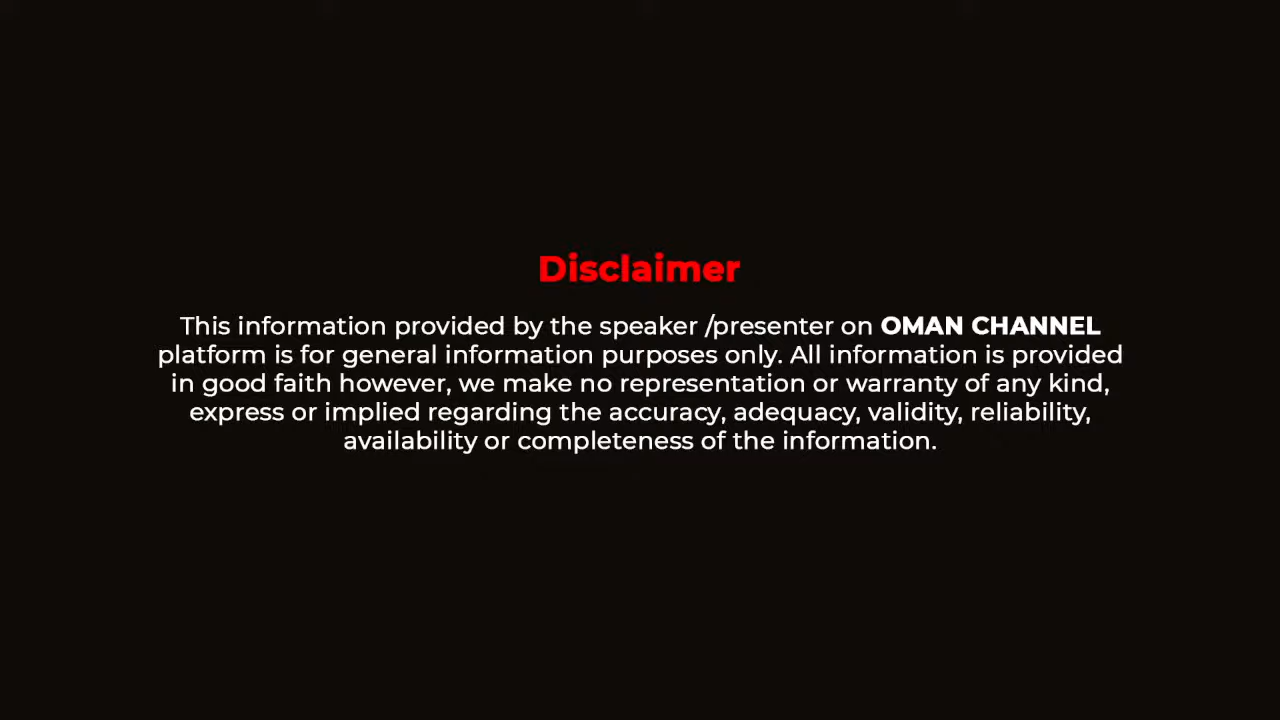 Disclaimer
This information provided by the speaker /presenter on OMAN CHANNEL
platform is for general information purposes only. All information is provided
in good faith however, we make no representation or warranty of any kind,
express or implied regarding the accuracy, adequacy, validity, reliability,
availability or completeness of the information.